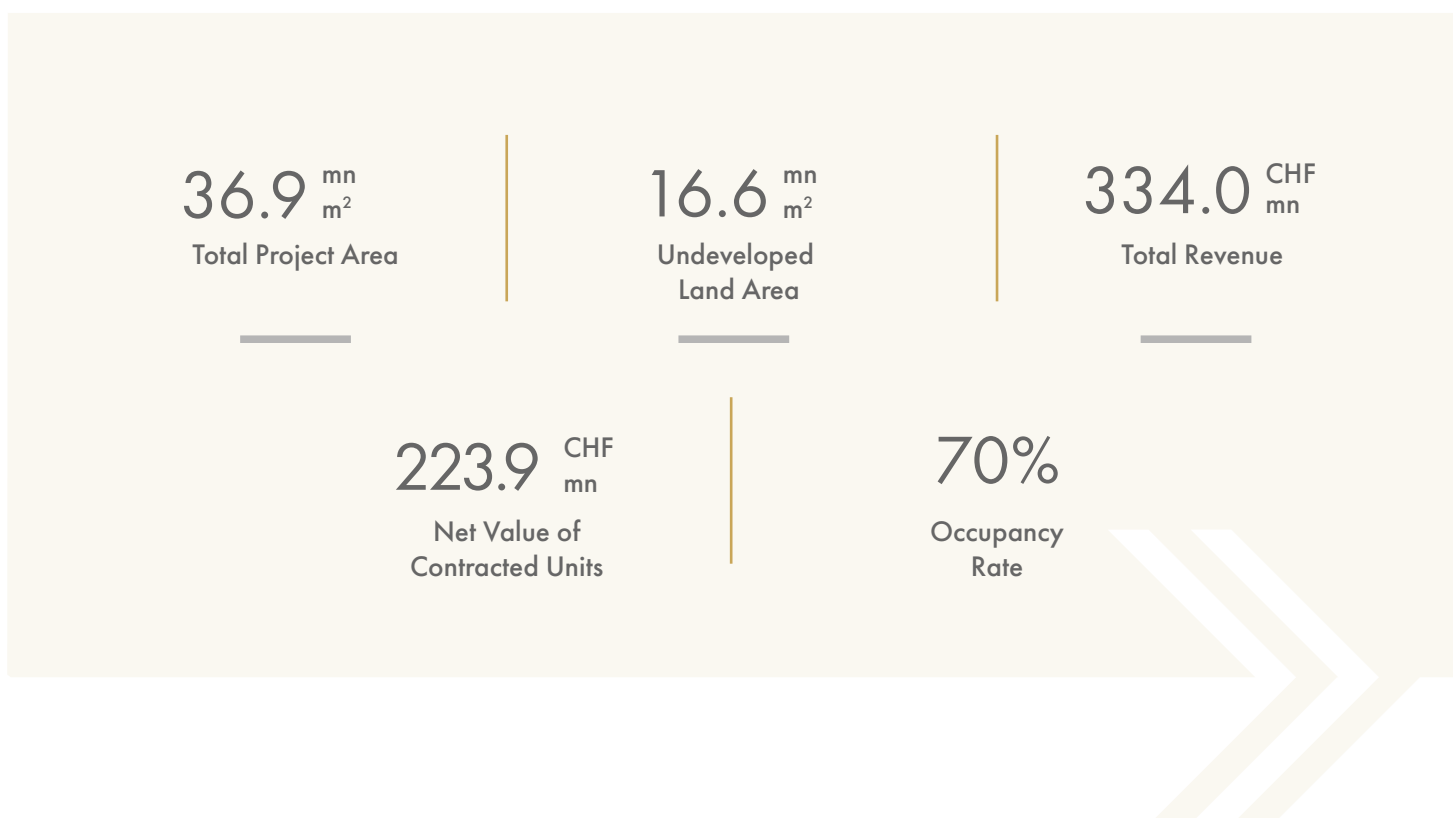 36.9 mn m²
Total Project Area
16.6 mn m²
Undeveloped
Land Area
334.0 CHF mn
Total Revenue
223.9 CHF mn
Net Value of
Contracted Units
70%
Occupancy
Rate